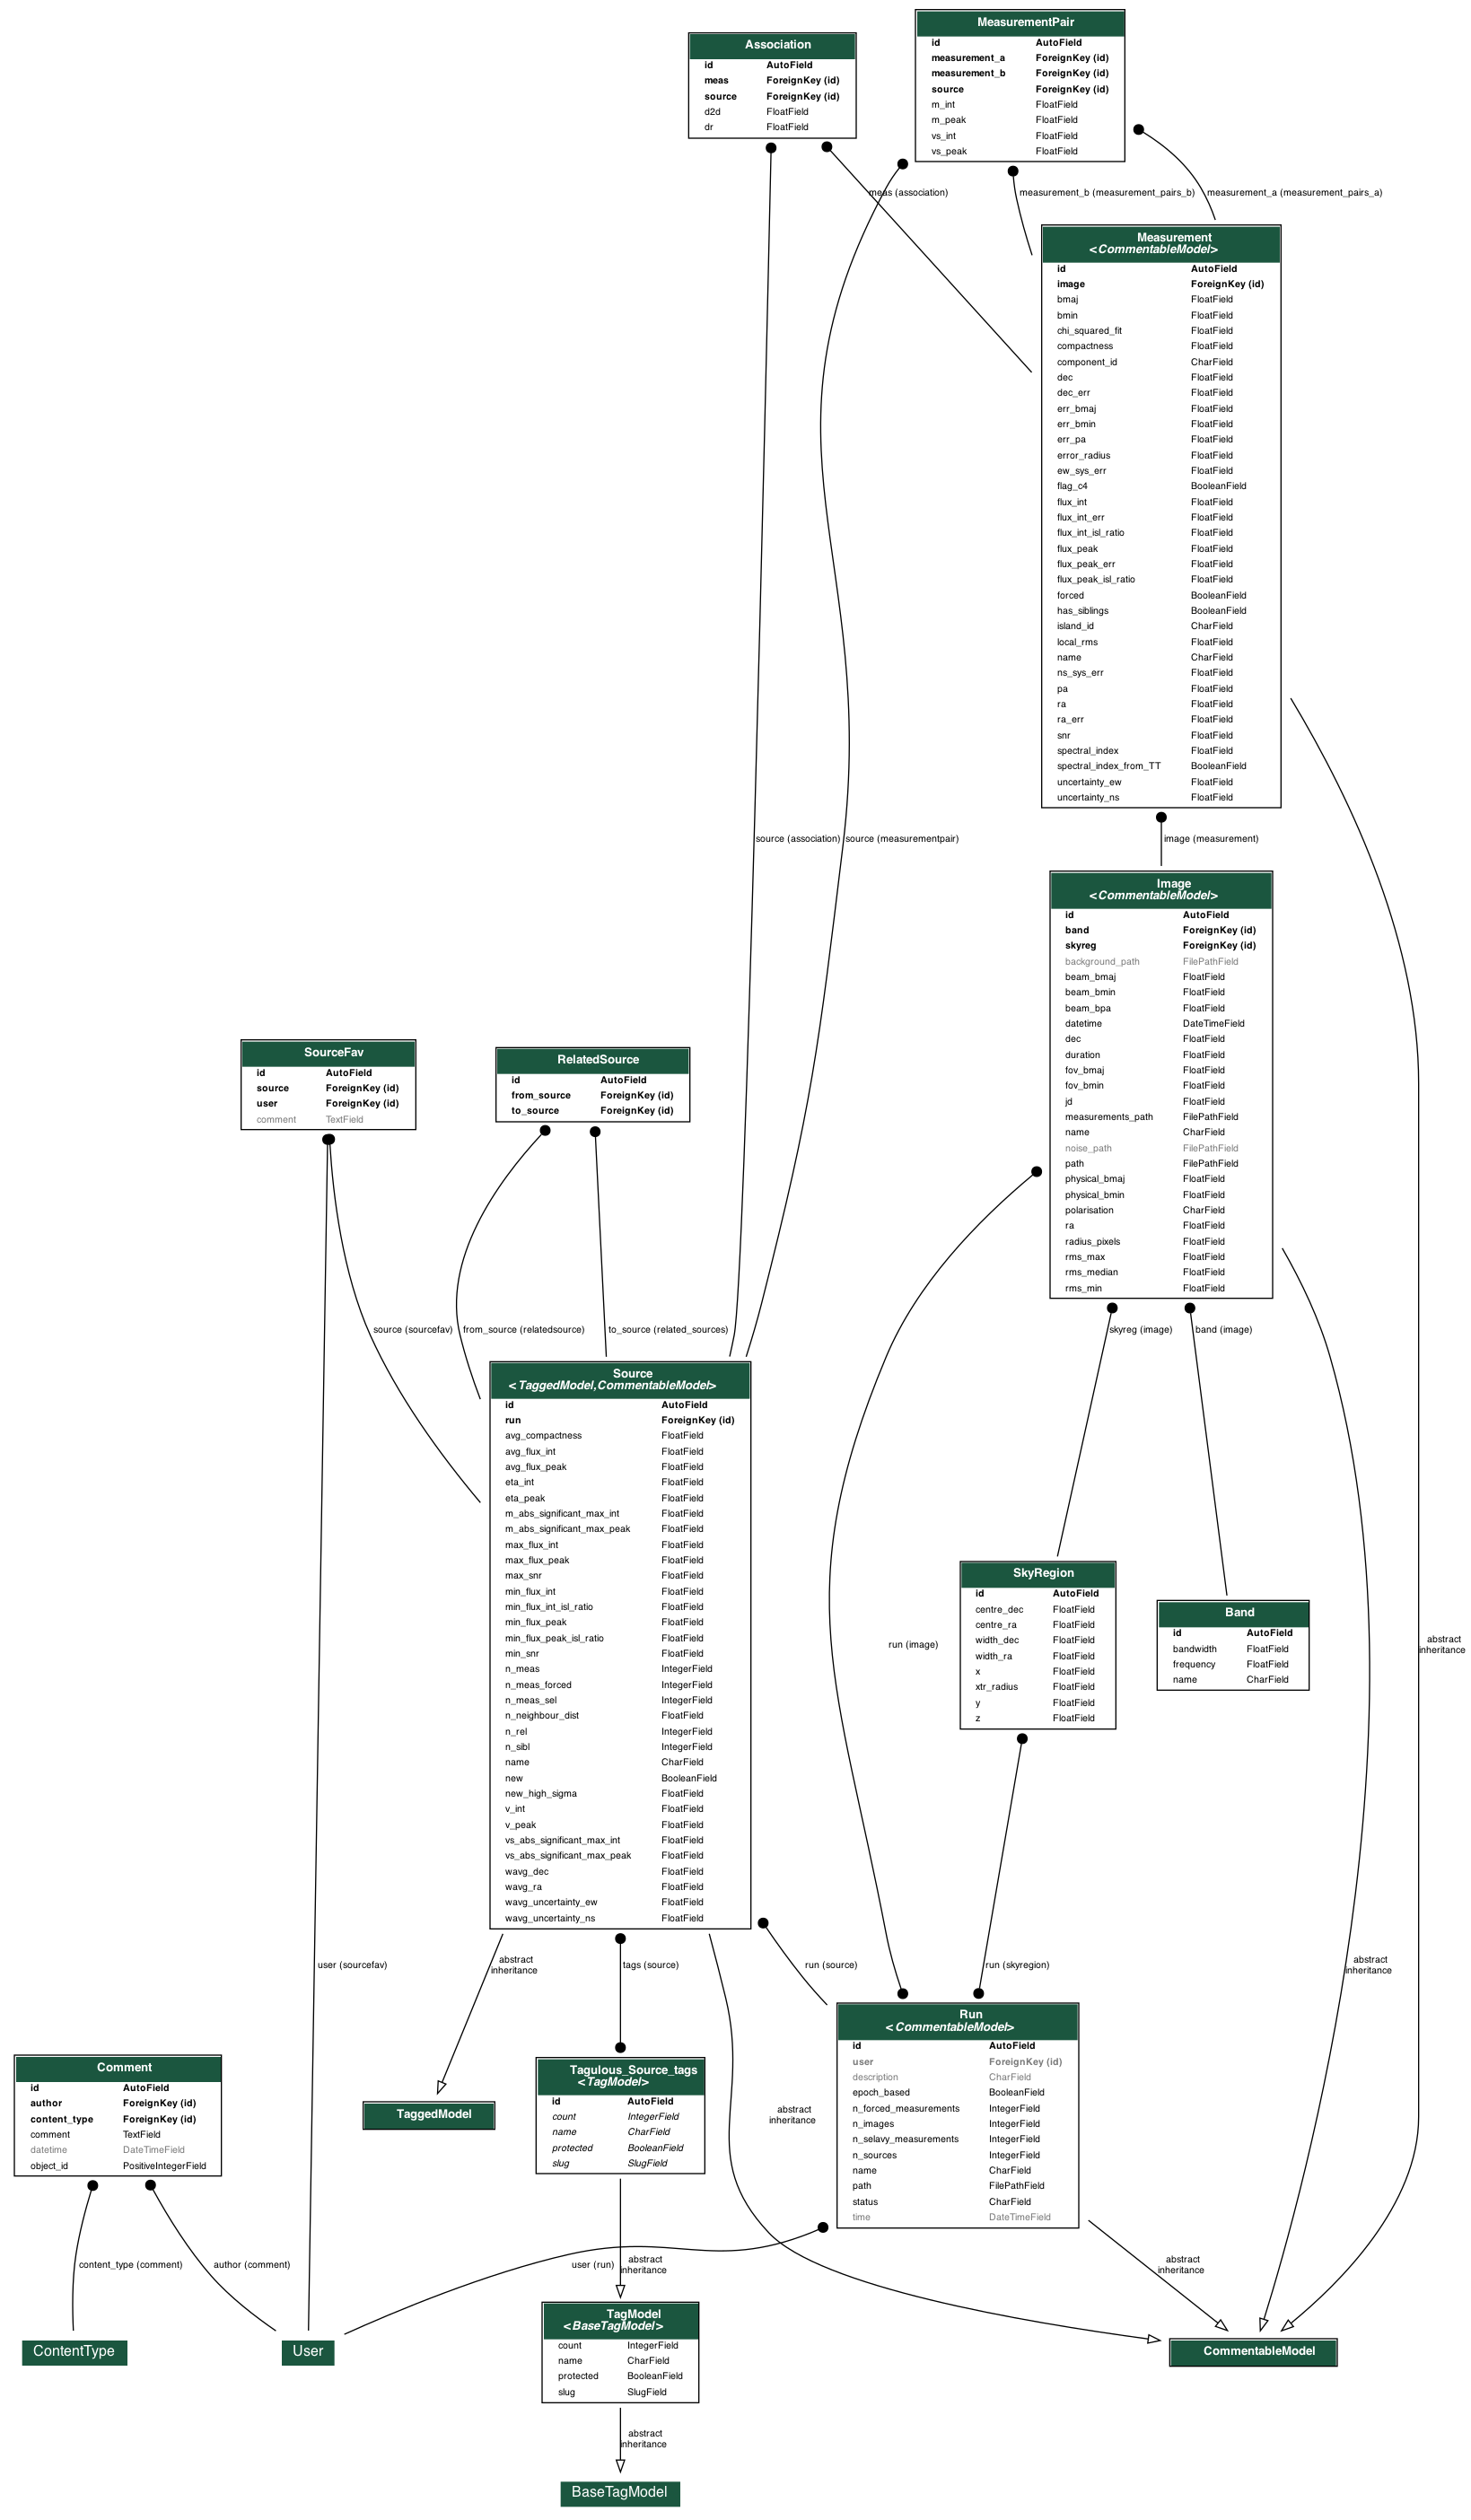 MeasurementPair
id AutoField
measurement_a ForeignKey (id)
measurement_b ForeignKey (id)
source ForeignKey (id)
m_int FloatField
m_peak FloatField
vs_int FloatField
vs_peak FloatField
Association
id AutoField
meas ForeignKey (id)
source ForeignKey (id)
d2d FloatField
dr FloatField
meas (association)
measurement_b (measurement_pairs_b)
measurement_a (measurement_pairs_a)
Measurement
<CommentableModel>
id AutoField
image ForeignKey (id)
bmaj FloatField
bmin FloatField
chi_squared_fit FloatField
compactness FloatField
component_id CharField
dec FloatField
dec_err FloatField
err_bmaj FloatField
err_bmin FloatField
err_pa FloatField
error_radius FloatField
ew_sys_err FloatField
flag_c4 BooleanField
flux_int FloatField
flux_int_err FloatField
flux_int_isl_ratio FloatField
flux_peak FloatField
flux_peak_err FloatField
flux_peak_isl_ratio FloatField
forced BooleanField
has_siblings BooleanField
island_id CharField
local_rms FloatField
name CharField
ns_sys_err FloatField
pa FloatField
ra FloatField
ra_err FloatField
snr FloatField
spectral_index FloatField
spectral_index_from_TT BooleanField
uncertainty_ew FloatField
uncertainty_ns FloatField
source (association)
source (measurementpair)
image (measurement)
Image
<CommentableModel>
id AutoField
band ForeignKey (id)
skyreg ForeignKey (id)
background_path FilePathField
beam_bmaj FloatField
beam_bmin FloatField
beam_bpa FloatField
datetime DateTimeField
dec FloatField
duration FloatField
fov_bmaj FloatField
fov_bmin FloatField
jd FloatField
measurements_path FilePathField
name CharField
noise_path FilePathField
path FilePathField
physical_bmaj FloatField
physical_bmin FloatField
polarisation CharField
ra FloatField
radius_pixels FloatField
rms_max FloatField
rms_median FloatField
rms_min FloatField
SourceFav
id AutoField
source ForeignKey (id)
user ForeignKey (id)
comment TextField
RelatedSource
id AutoField
from_source ForeignKey (id)
to_source ForeignKey (id)
source (sourcefav)
from_source (relatedsource)
to_source (related_sources)
skyreg (image)
band (image)
Source
<TaggedModel,CommentableModel>
id AutoField
run ForeignKey (id)
avg_compactness FloatField
avg_flux_int FloatField
avg_flux_peak FloatField
eta_int FloatField
eta_peak FloatField
m_abs_significant_max_int FloatField
m_abs_significant_max_peak FloatField
max_flux_int FloatField
max_flux_peak FloatField
max_snr FloatField
min_flux_int FloatField
min_flux_int_isl_ratio FloatField
min_flux_peak FloatField
min_flux_peak_isl_ratio FloatField
min_snr FloatField
n_meas IntegerField
n_meas_forced IntegerField
n_meas_sel IntegerField
n_neighbour_dist FloatField
n_rel IntegerField
n_sibl IntegerField
name CharField
new BooleanField
new_high_sigma FloatField
v_int FloatField
v_peak FloatField
vs_abs_significant_max_int FloatField
vs_abs_significant_max_peak FloatField
wavg_dec FloatField
wavg_ra FloatField
wavg_uncertainty_ew FloatField
wavg_uncertainty_ns FloatField
SkyRegion
id AutoField
centre_dec FloatField
centre_ra FloatField
width_dec FloatField
width_ra FloatField
x FloatField
xtr_radius FloatField
y FloatField
z FloatField
Band
id AutoField
bandwidth FloatField
frequency FloatField
name CharField
run (image)
abstract
inheritance
user (sourcefav)
abstract
inheritance
tags (source)
run (source)
run (skyregion)
abstract
inheritance
Run
<CommentableModel>
id AutoField
user ForeignKey (id)
description CharField
epoch_based BooleanField
n_forced_measurements IntegerField
n_images IntegerField
n_selavy_measurements IntegerField
n_sources IntegerField
name CharField
path FilePathField
status CharField
time DateTimeField
Comment
id AutoField
author ForeignKey (id)
content_type ForeignKey (id)
comment TextField
datetime DateTimeField
object_id PositiveIntegerField
TaggedModel
Tagulous_Source_tags
<TagModel>
id AutoField
count IntegerField
name CharField
protected BooleanField
slug SlugField
abstract
inheritance
content_type (comment)
author (comment)
user (run)
abstract
inheritance
abstract
inheritance
TagModel
<BaseTagModel>
count IntegerField
name CharField
protected BooleanField
slug SlugField
ContentType
User
CommentableModel
abstract
inheritance
BaseTagModel